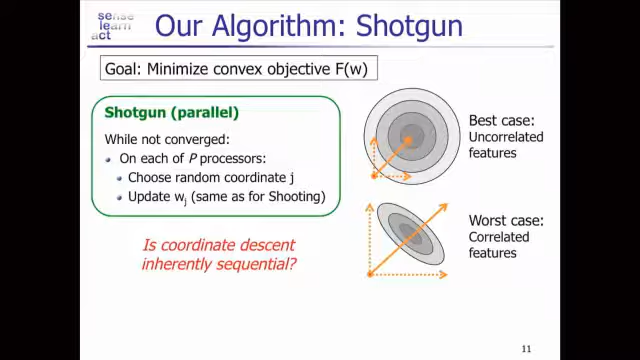 sense
learn
act
Our Algorithm: Shotgun
Goal: Minimize convex objective F(w)
Shotgun (parallel)
While not converged:
On each of P processors:
Choose random coordinate j
Update wj (same as for Shooting)
Is coordinate descent
inherently sequential?
Best case:
Uncorrelated
features
Worst case:
Correlated
features
11